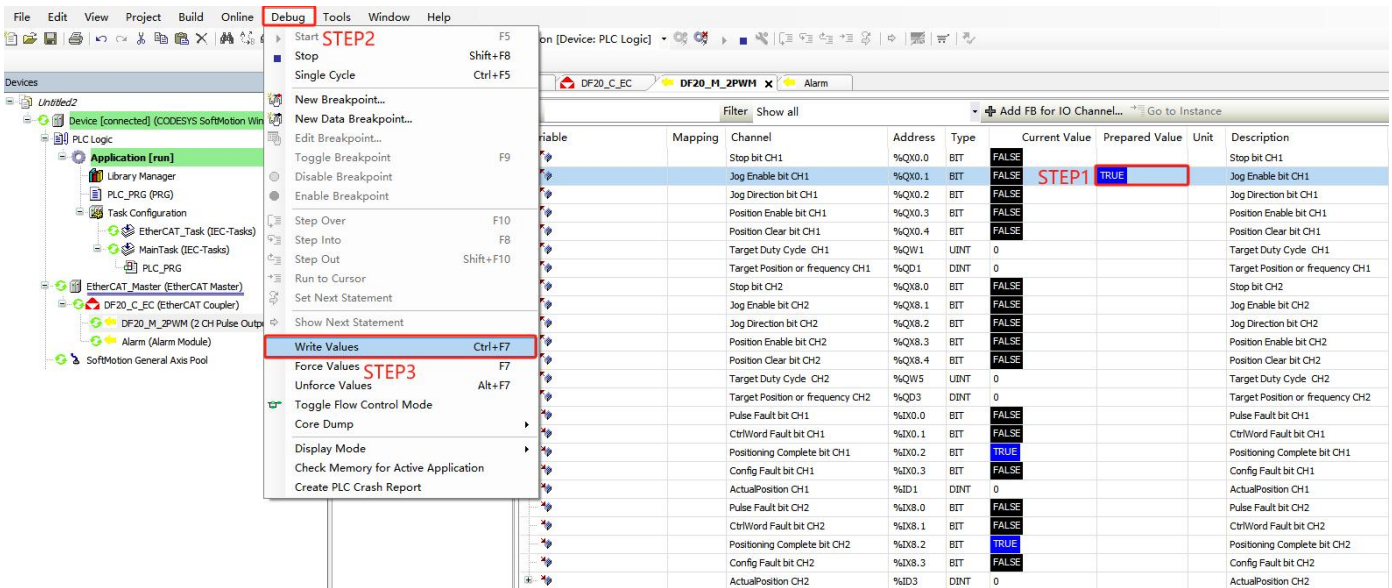 File Edit View Project Build Online Debug Tools Window Help
Start STEP2 F5
Stop Shift+F8
Single Cycle Ctrl+F5
New Breakpoint...
New Data Breakpoint...
Edit Breakpoint...
Toggle Breakpoint F9
Disable Breakpoint
Enable Breakpoint
Step Over F10
Step Into F8
Step Out Shift+F10
Run to Cursor
Set Next Statement
Show Next Statement
Write Values Ctrl+F7
Force Values F7
STEP3
Unforce Values Alt+F7
Toggle Flow Control Mode
Core Dump
Display Mode
Check Memory for Active Application
Create PLC Crash Report
on [Device: PLC Logic]
Devices
Untitled2
Device [connected] (CODESYS SoftMotion Win
PLC Logic
Application [run]
Library Manager
PLC_PRG (PRG)
Task Configuration
EtherCAT_Task (IEC-Tasks)
MainTask (IEC-Tasks)
PLC_PRG
EtherCAT_Master (EtherCAT Master)
DF20_C_EC (EtherCAT Coupler)
DF20_M_2PWM (2 CH Pulse Outp
Alarm (Alarm Module)
SoftMotion General Axis Pool
DF20_C_EC DF20_M_2PWM X Alarm
Filter Show all Add FB for IO Channel... Go to Instance
riable Mapping Channel Address Type Current Value Prepared Value Unit Description
Stop bit CH1 %QX0.0 BIT FALSE Stop bit CH1
Jog Enable bit CH1 %QX0.1 BIT FALSE STEP1 TRUE Jog Enable bit CH1
Jog Direction bit CH1 %QX0.2 BIT FALSE Jog Direction bit CH1
Position Enable bit CH1 %QX0.3 BIT FALSE Position Enable bit CH1
Position Clear bit CH1 %QX0.4 BIT FALSE Position Clear bit CH1
Target Duty Cycle CH1 %QW1 UINT 0 Target Duty Cycle CH1
Target Position or frequency CH1 %QD1 DINT 0 Target Position or frequency CH1
Stop bit CH2 %QX8.0 BIT FALSE Stop bit CH2
Jog Enable bit CH2 %QX8.1 BIT FALSE Jog Enable bit CH2
Jog Direction bit CH2 %QX8.2 BIT FALSE Jog Direction bit CH2
Position Enable bit CH2 %QX8.3 BIT FALSE Position Enable bit CH2
Position Clear bit CH2 %QX8.4 BIT FALSE Position Clear bit CH2
Target Duty Cycle CH2 %QW5 UINT 0 Target Duty Cycle CH2
Target Position or frequency CH2 %QD3 DINT 0 Target Position or frequency CH2
Pulse Fault bit CH1 %IX0.0 BIT FALSE Pulse Fault bit CH1
CtrlWord Fault bit CH1 %IX0.1 BIT FALSE CtrlWord Fault bit CH1
Positioning Complete bit CH1 %IX0.2 BIT TRUE Positioning Complete bit CH1
Config Fault bit CH1 %IX0.3 BIT FALSE Config Fault bit CH1
ActualPosition CH1 %ID1 DINT 0 ActualPosition CH1
Pulse Fault bit CH2 %IX8.0 BIT FALSE Pulse Fault bit CH2
CtrlWord Fault bit CH2 %IX8.1 BIT FALSE CtrlWord Fault bit CH2
Positioning Complete bit CH2 %IX8.2 BIT TRUE Positioning Complete bit CH2
Config Fault bit CH2 %IX8.3 BIT FALSE Config Fault bit CH2
ActualPosition CH2 %ID3 DINT 0 ActualPosition CH2